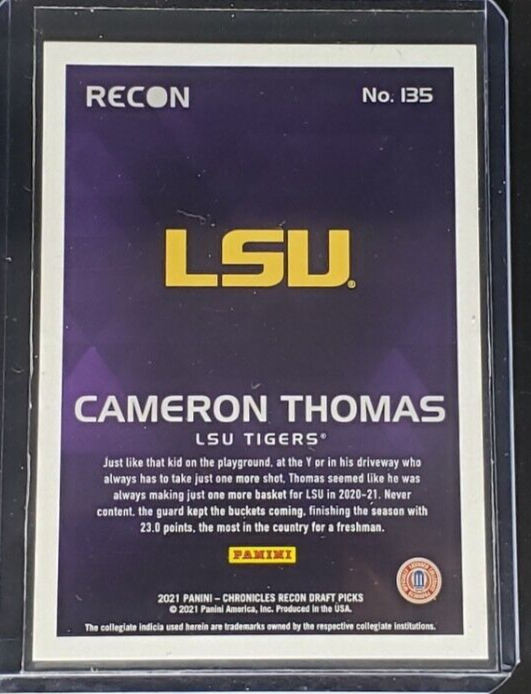 RECON
No. 135
LSU®
CAMERON THOMAS
LSU TIGERS®
Just like that kid on the playground, at the Y or in his driveway who
always has to take just one more shot, Thomas seemed like he was
always making just one more basket for LSU in 2020-21. Never
content, the guard kept the buckets coming, finishing the season with
23.0 points, the most in the country for a freshman.
PANINI
2021 PANINI – CHRONICLES RECON DRAFT PICKS
© 2021 Panini America, Inc. Produced in the USA.
The collegiate indicia used herein are trademarks owned by the respective collegiate institutions.